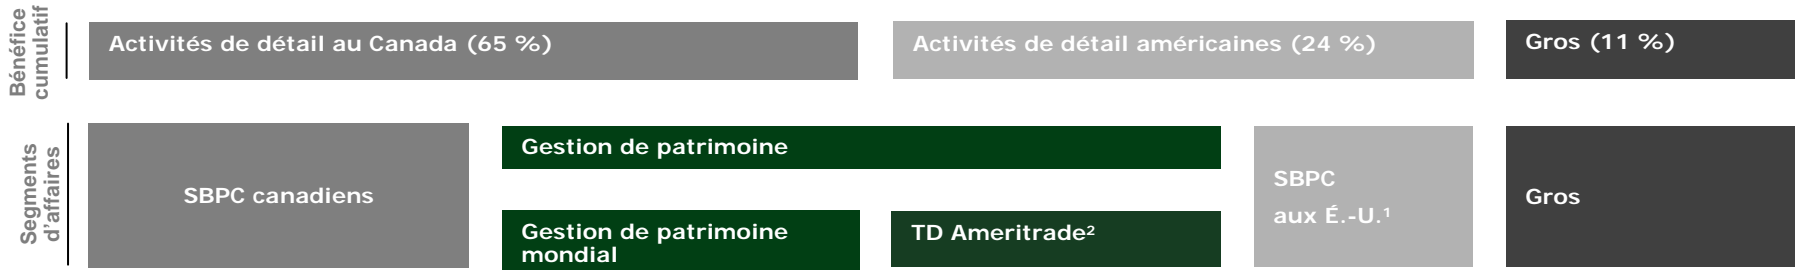 Bénéfice
cumulatif
Activités de détail au Canada (65 %)
Activités de détail américaines (24 %)
Gros (11 %)
Segments
d'affaires
SBPC canadiens
Gestion de patrimoine
Gestion de patrimoine
mondial
TD Ameritrade²
SBPC
aux É.-U.¹
Gros